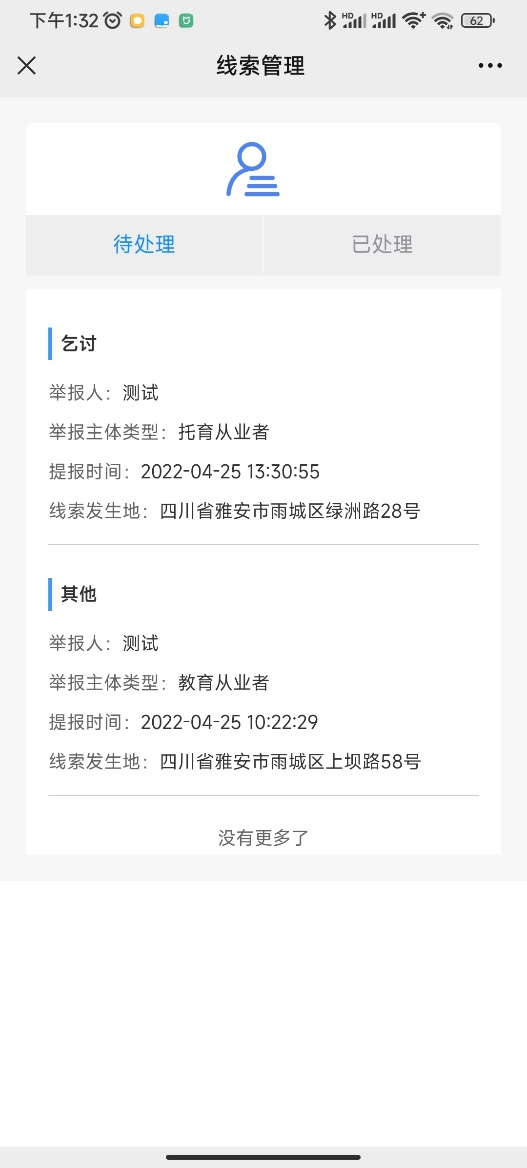 下午1:32
HD HD 62
线索管理
待处理 已处理
乞讨
举报人：测试
举报主体类型：托育从业者
提报时间：2022-04-25 13:30:55
线索发生地：四川省雅安市雨城区绿洲路28号
其他
举报人：测试
举报主体类型：教育从业者
提报时间：2022-04-25 10:22:29
线索发生地：四川省雅安市雨城区上坝路58号
没有更多了